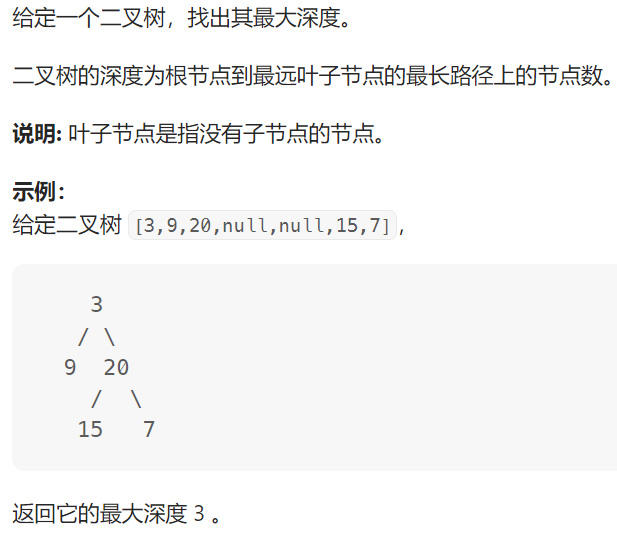 给定一个二叉树，找出其最大深度。
二叉树的深度为根节点到最远叶子节点的最长路径上的节点数。
说明: 叶子节点是指没有子节点的节点。
示例：
给定二叉树 [3,9,20,null,null,15,7]，
3
/ \
9 20
/ \
15 7
返回它的最大深度 3 。